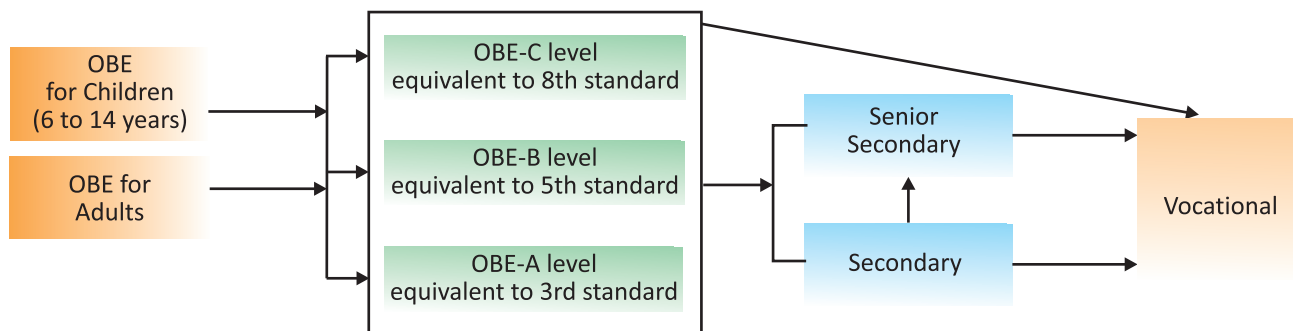 OBE
for Children
(6 to 14 years)
OBE for
Adults
OBE-C level
equivalent to 8th standard
OBE-B level
equivalent to 5th standard
OBE-A level
equivalent to 3rd standard
Senior
Secondary
Secondary
Vocational